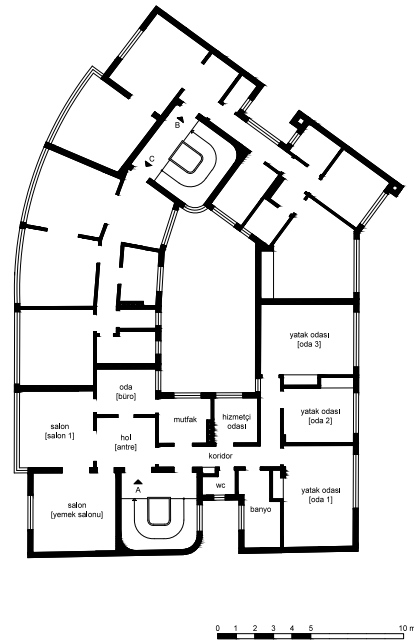 B
C
yatak odası
[oda 3]
oda
[büro]
salon
[salon 1]
hol
[antre]
mutfak
hizmetçi
odası
yatak odası
[oda 2]
koridor
A
wc
salon
[yemek salonu]
banyo
yatak odası
[oda 1]
0 1 2 3 4 5 10 m